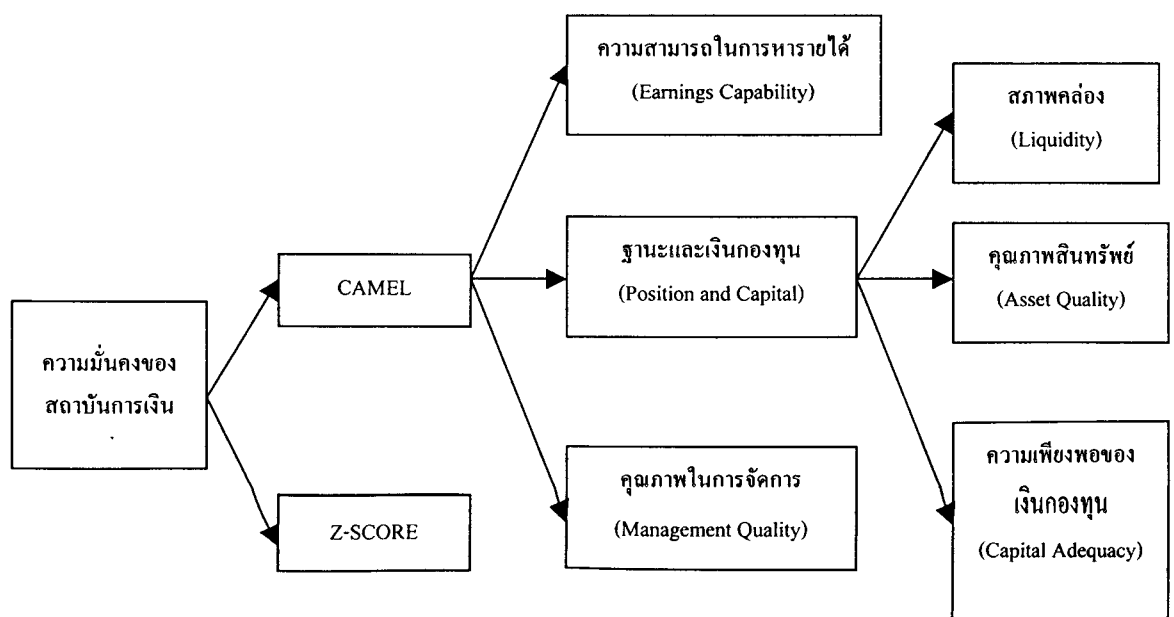 ความมั่นคงของ
สถาบันการเงิน
CAMEL
Z-SCORE
ความสามารถในการหารายได้
(Earnings Capability)
ฐานะและเงินกองทุน
(Position and Capital)
คุณภาพในการจัดการ
(Management Quality)
สภาพคล่อง
(Liquidity)
คุณภาพสินทรัพย์
(Asset Quality)
ความเพียงพอของ
เงินกองทุน
(Capital Adequacy)